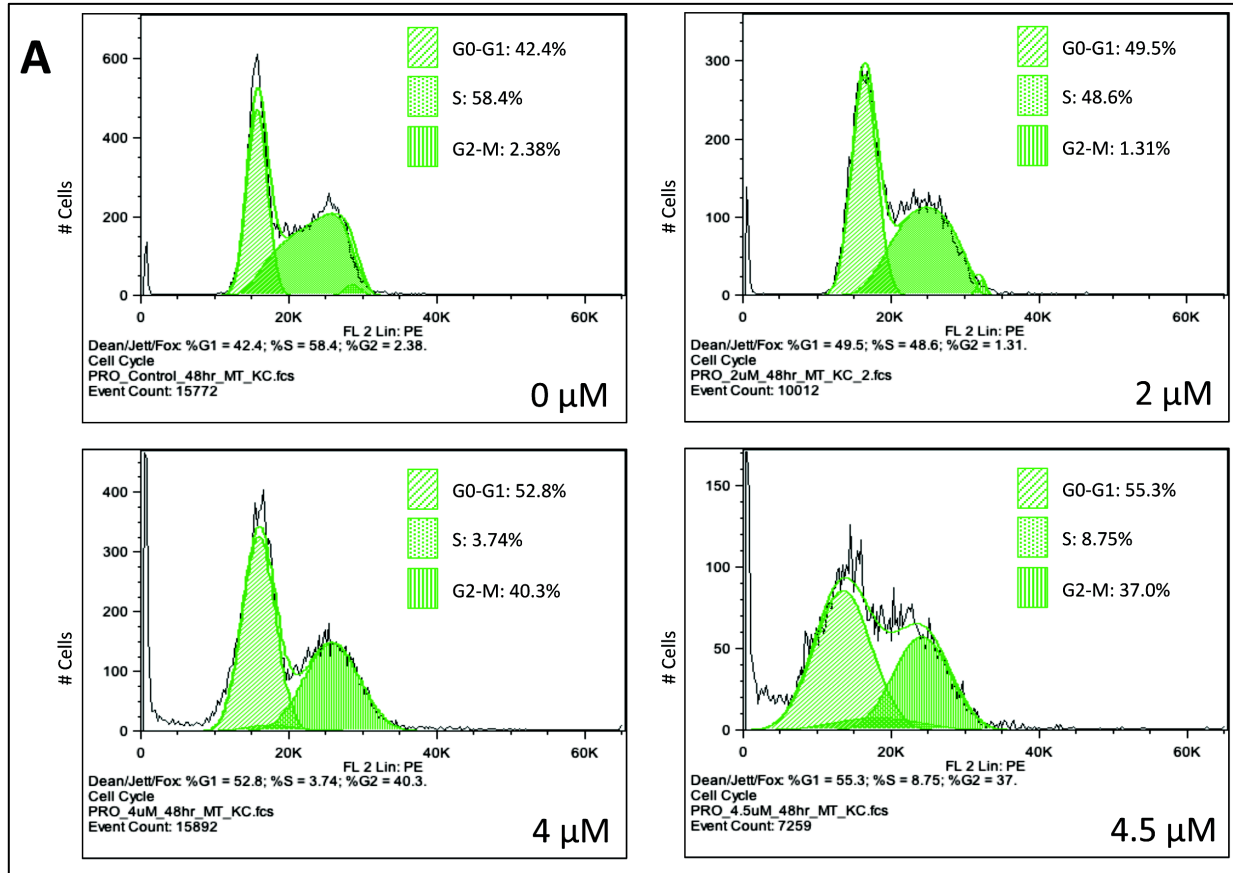 A
600
400
200
0
# Cells
G0-G1: 42.4%
S: 58.4%
G2-M: 2.38%
0
20K
40K
60K
FL 2 Lin: PE
Dean/Jett/Fox: %G1 = 42.4; %S = 58.4; %G2 = 2.38.
Cell Cycle
PRO_Control_48hr_MT_KC.fcs
Event Count: 15772
0 µM
300
200
100
0
# Cells
G0-G1: 49.5%
S: 48.6%
G2-M: 1.31%
0
20K
40K
60K
FL 2 Lin: PE
Dean/Jett/Fox: %G1 = 49.5; %S = 48.6; %G2 = 1.31.
Cell Cycle
PRO_2uM_48hr_MT_KC_2.fcs
Event Count: 10012
2 µM
400
300
200
100
0
# Cells
G0-G1: 52.8%
S: 3.74%
G2-M: 40.3%
0
20K
40K
60K
FL 2 Lin: PE
Dean/Jett/Fox: %G1 = 52.8; %S = 3.74; %G2 = 40.3.
Cell Cycle
PRO_4uM_48hr_MT_KC.fcs
Event Count: 15892
4 µM
150
100
50
0
# Cells
G0-G1: 55.3%
S: 8.75%
G2-M: 37.0%
0
20K
40K
60K
FL 2 Lin: PE
Dean/Jett/Fox: %G1 = 55.3; %S = 8.75; %G2 = 37.
Cell Cycle
PRO_4.5uM_48hr_MT_KC.fcs
Event Count: 7259
4.5 µM